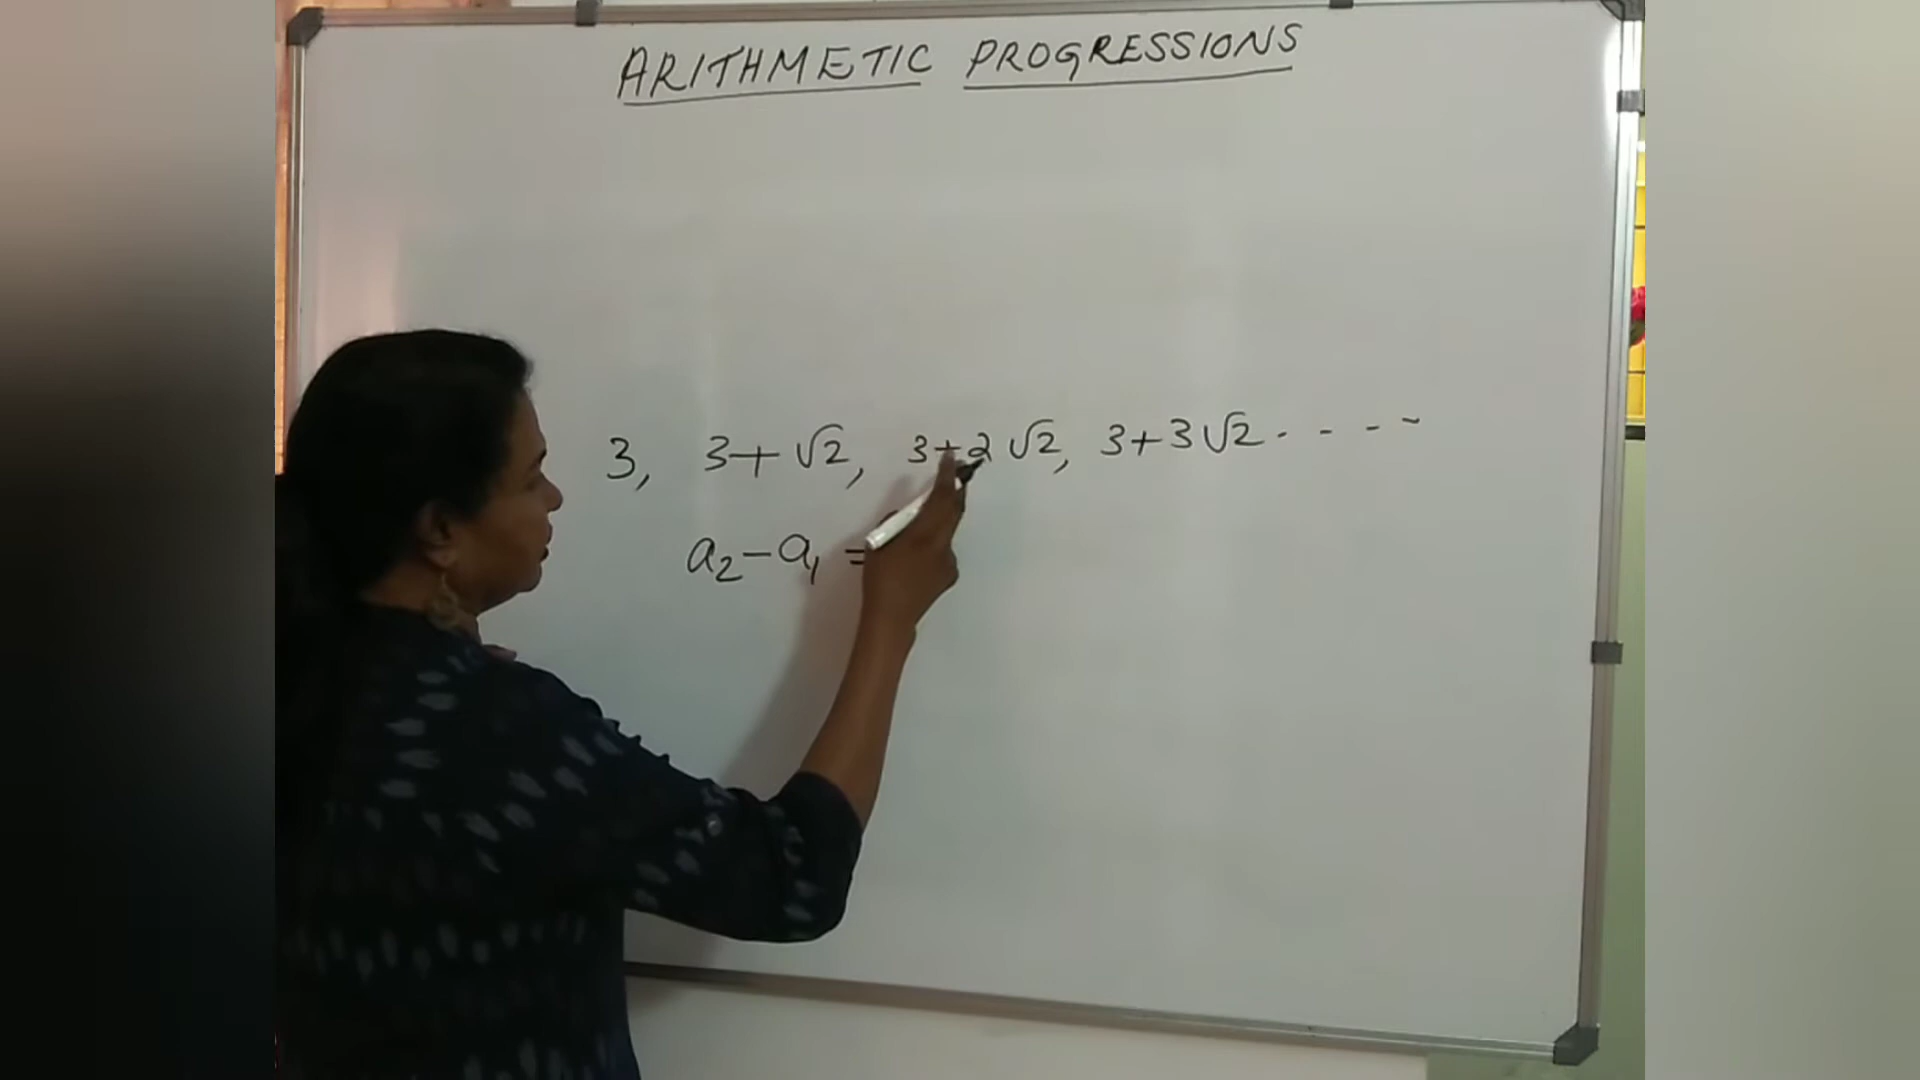 ARITHMETIC PROGRESSIONS
3, 3+√2, 3+2√2, 3+3√2 - - - -
a₂-a₁ =